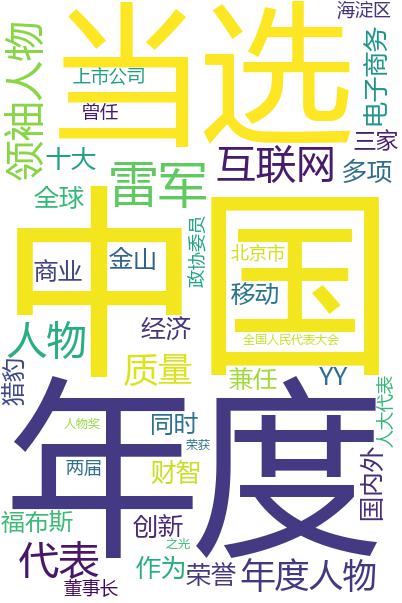 海淀区
当选
领袖人物
电子商务
上市公司
曾任
三家
十大
雷军
互联网
多项
全球
中国
政协委员
北京市
金山
商业
移动
经济
全国人民代表大会
人物
质量
猎豹
兼任
YY
人大代表
年度
人物奖
同时
荣获
两届
财智
国内外
福布斯
创新
之光
代表
作为
荣誉
年度人物
董事长